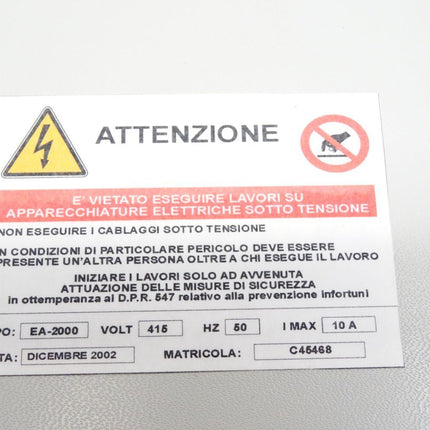 ATTENZIONE
E' VIETATO ESEGUIRE LAVORI SU
APPARECCHIATURE ELETTRICHE SOTTO TENSIONE
NON ESEGUIRE I CABLAGGI SOTTO TENSIONE
IN CONDIZIONI DI PARTICOLARE PERICOLO DEVE ESSERE
PRESENTE UN'ALTRA PERSONA OLTRE A CHI ESEGUE IL LAVORO
INIZIARE I LAVORI SOLO AD AVVENUTA
ATTUAZIONE DELLE MISURE DI SICUREZZA
in ottemperanza al D.P.R. 547 relativo alla prevenzione infortuni
PO: EA-2000 VOLT 415 HZ 50 I MAX 10 A
TA: DICEMBRE 2002 MATRICOLA: C45468